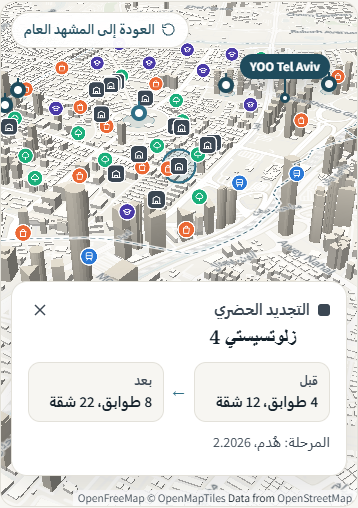 العودة إلى المشهد العام
YOO Tel Aviv
التجديد الحضري
زلوتسيستي 4
قبل
4 طوابق، 12 شقة
←
بعد
8 طوابق، 22 شقة
المرحلة: هُدم، 2.2026
OpenFreeMap © OpenMapTiles Data from OpenStreetMap